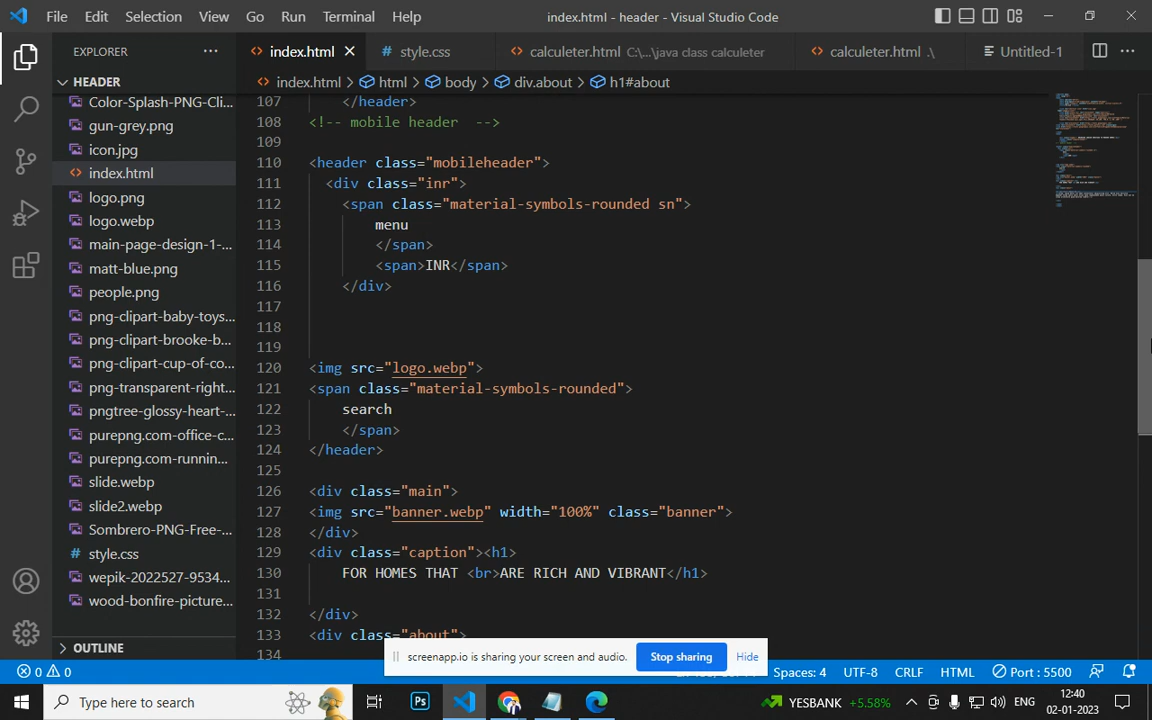 File Edit Selection View Go Run Terminal Help index.html - header - Visual Studio Code
EXPLORER ... index.html style.css calculeter.html C:\...\java class calculeter calculeter.html .\ Untitled-1 ...
HEADER index.html > html > body > div.about > h1#about
Color-Splash-PNG-Cli...
gun-grey.png
icon.jpg
index.html
logo.png
logo.webp
main-page-design-1-...
matt-blue.png
people.png
png-clipart-baby-toys...
png-clipart-brooke-b...
png-clipart-cup-of-co...
png-transparent-right...
pngtree-glossy-heart-...
purepng.com-office-c...
purepng.com-runnin...
slide.webp
slide2.webp
Sombrero-PNG-Free-...
style.css
wepik-2022527-9534...
wood-bonfire-picture...
OUTLINE
107 </header>
108 <!-- mobile header  -->
109
110 <header class="mobileheader">
111 <div class="inr">
112 <span class="material-symbols-rounded sn">
113 menu
114 </span>
115 <span>INR</span>
116 </div>
117
118
119
120 <img src="logo.webp">
121 <span class="material-symbols-rounded">
122 search
123 </span>
124 </header>
125
126 <div class="main">
127 <img src="banner.webp" width="100%" class="banner">
128 </div>
129 <div class="caption"><h1>
130 FOR HOMES THAT <br>ARE RICH AND VIBRANT</h1>
131
132 </div>
133 <div class="about">
134
screenapp.io is sharing your screen and audio. Stop sharing Hide
0 0 Spaces: 4 UTF-8 CRLF HTML Port : 5500
Type here to search Ps YESBANK +5.58% ENG 12:40
02-01-2023